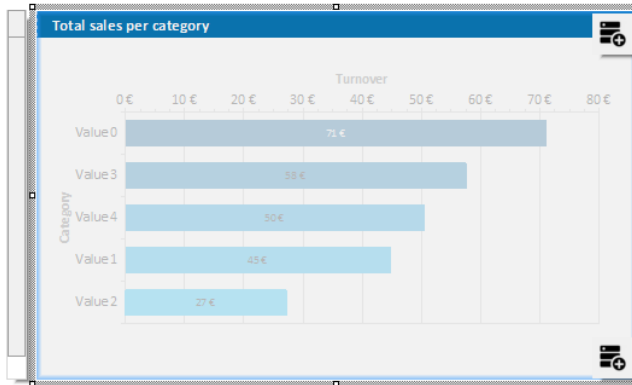 Total sales per category
Turnover
0 € 10 € 20 € 30 € 40 € 50 € 60 € 70 € 80 €
Category
Value 0 71 €
Value 3 58 €
Value 4 50 €
Value 1 45 €
Value 2 27 €